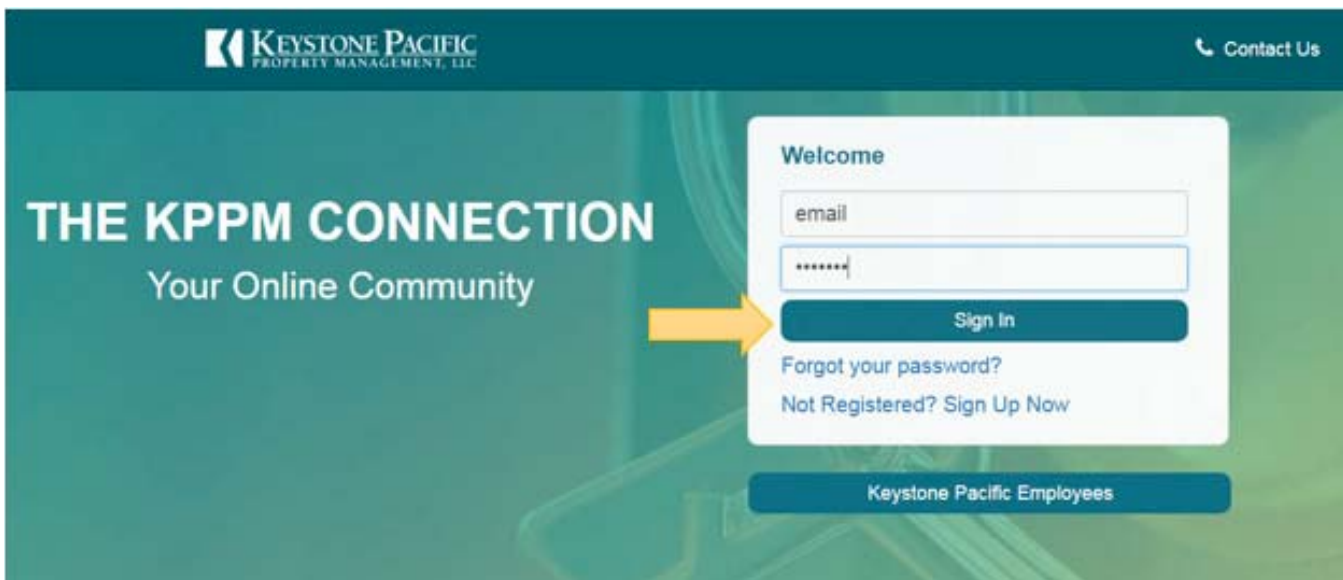 KEYSTONE PACIFIC
PROPERTY MANAGEMENT, LLC
Contact Us
THE KPPM CONNECTION
Your Online Community
Welcome
email
•••••••
Sign In
Forgot your password?
Not Registered? Sign Up Now
Keystone Pacific Employees